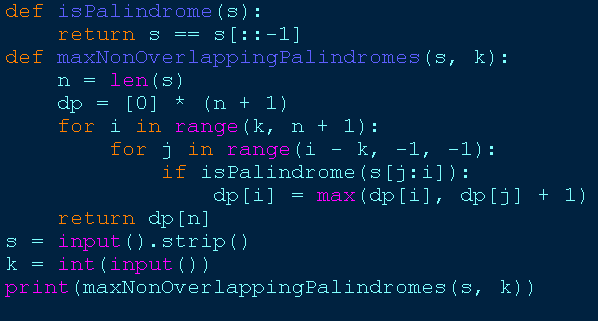 def isPalindrome(s):
    return s == s[::-1]
def maxNonOverlappingPalindromes(s, k):
    n = len(s)
    dp = [0] * (n + 1)
    for i in range(k, n + 1):
        for j in range(i - k, -1, -1):
            if isPalindrome(s[j:i]):
                dp[i] = max(dp[i], dp[j] + 1)
    return dp[n]
s = input().strip()
k = int(input())
print(maxNonOverlappingPalindromes(s, k))